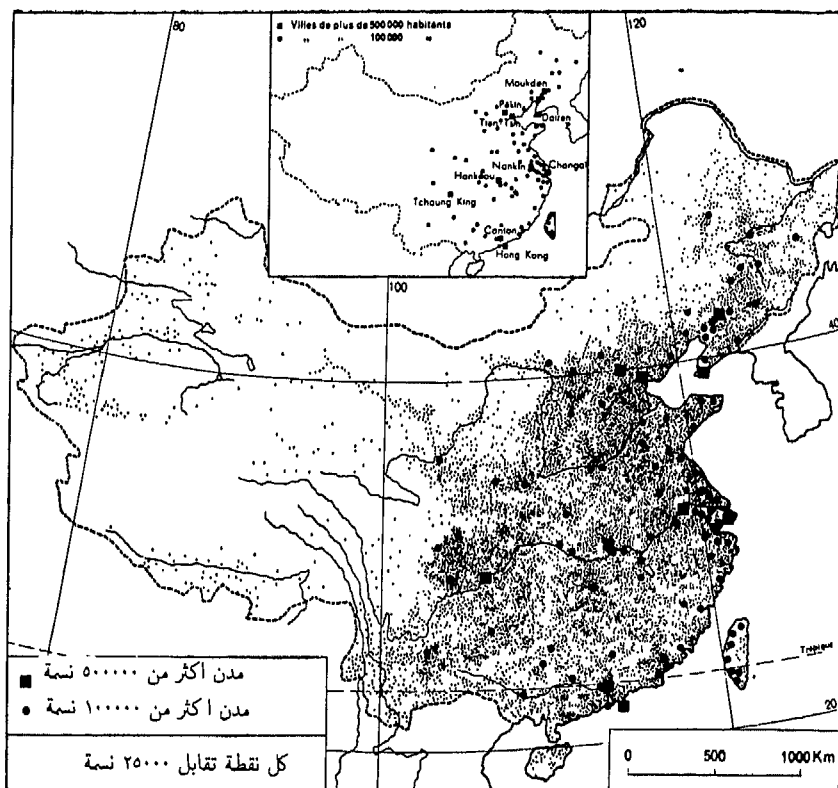 80
120
Villes de plus de 500 000 habitants
" " 100 000 "
Moukden
Pékin
Tien Tsin
Dairen
Nankin
Changaï
Hankéou
Tchoung King
Canton
Hong Kong
100
40
Tropique
20
مدن اكثر من ٥٠٠٠٠٠ نسمة
مدن اكثر من ١٠٠٠٠٠ نسمة
كل نقطة تقابل ٢٥٠٠٠ نسمة
0 500 1000 Km